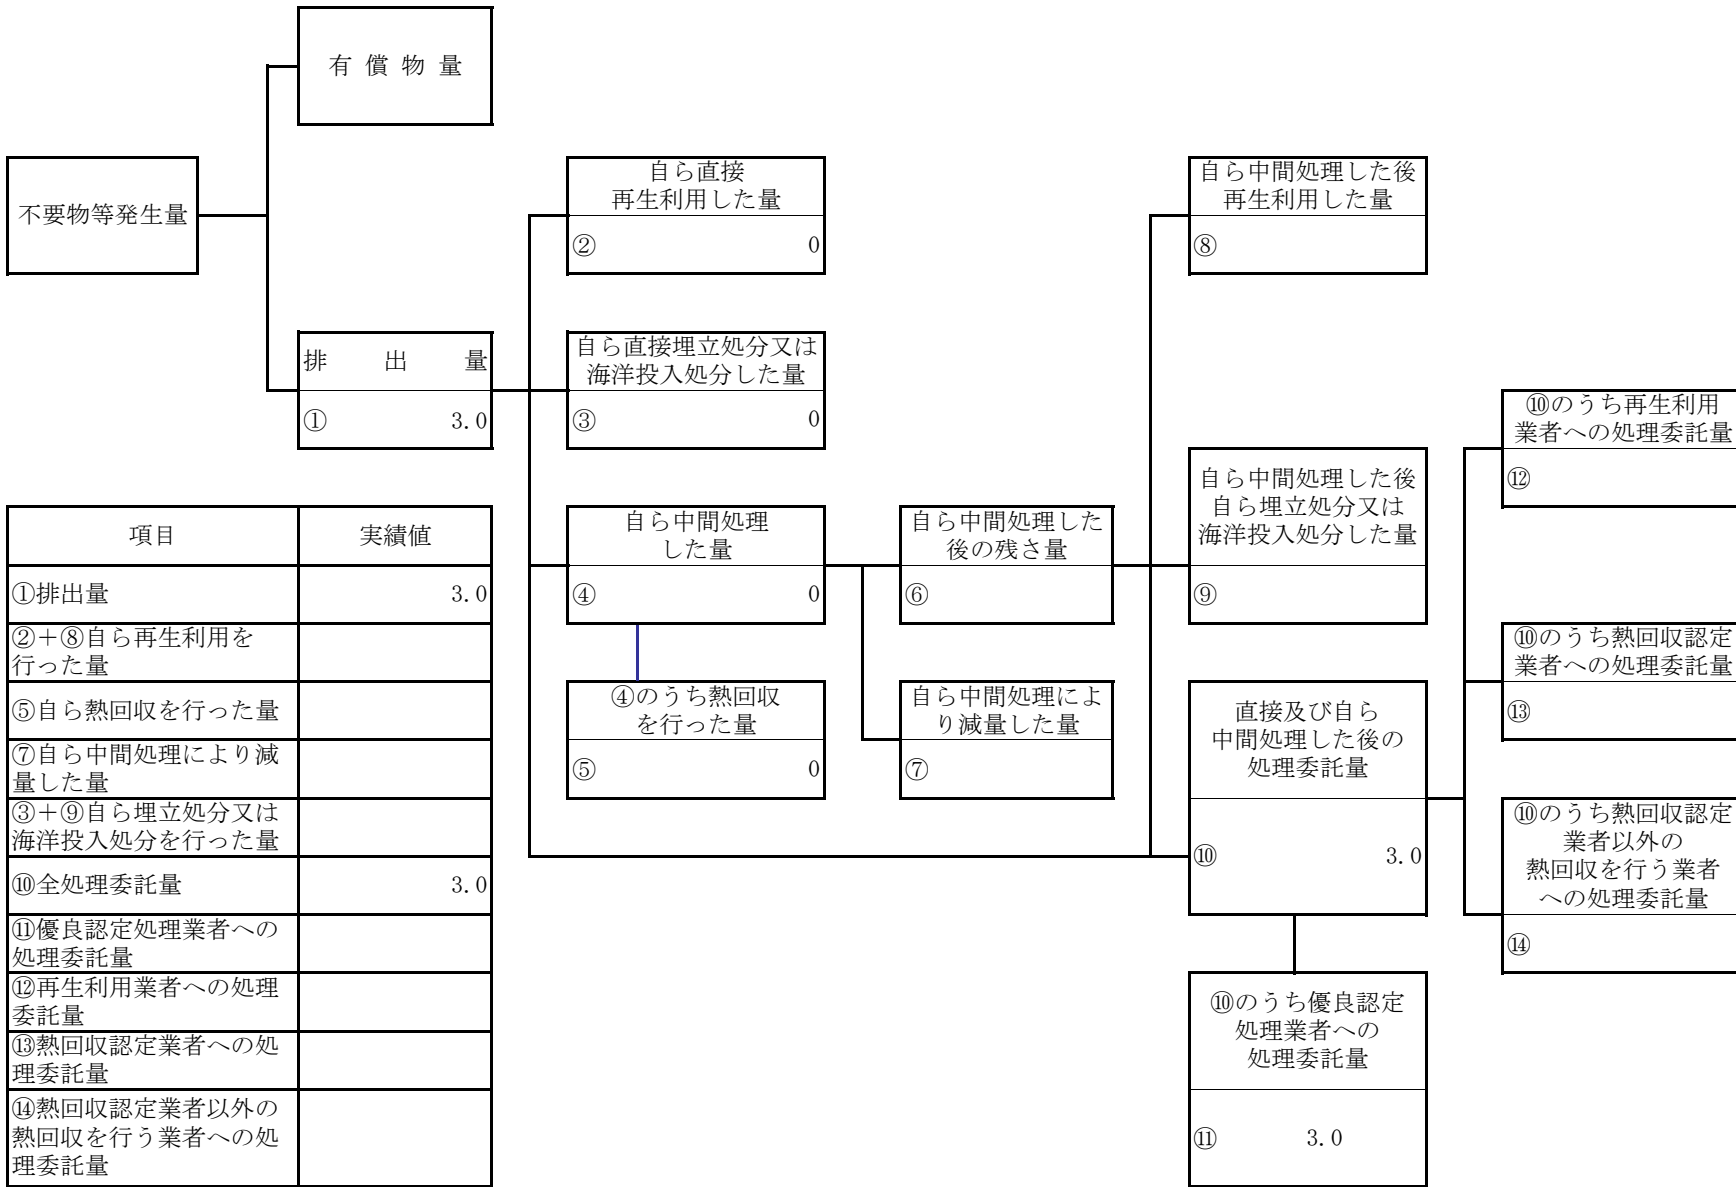 有 償 物 量
不要物等発生量
自ら直接
再生利用した量
② 0
自ら中間処理した後
再生利用した量
⑧
排 出 量
① 3.0
自ら直接埋立処分又は
海洋投入処分した量
③ 0
⑩のうち再生利用
業者への処理委託量
⑫
自ら中間処理した後
自ら埋立処分又は
海洋投入処分した量
⑨
自ら中間処理
した量
④ 0
自ら中間処理した
後の残さ量
⑥
⑩のうち熱回収認定
業者への処理委託量
⑬
④のうち熱回収
を行った量
⑤ 0
自ら中間処理によ
り減量した量
⑦
直接及び自ら
中間処理した後の
処理委託量
⑩ 3.0
⑩のうち熱回収認定
業者以外の
熱回収を行う業者
への処理委託量
⑭
⑩のうち優良認定
処理業者への
処理委託量
⑪ 3.0
項目 実績値
①排出量 3.0
②+⑧自ら再生利用を
行った量
⑤自ら熱回収を行った量
⑦自ら中間処理により減
量した量
③+⑨自ら埋立処分又は
海洋投入処分を行った量
⑩全処理委託量 3.0
⑪優良認定処理業者への
処理委託量
⑫再生利用業者への処理
委託量
⑬熱回収認定業者への処
理委託量
⑭熱回収認定業者以外の
熱回収を行う業者への処
理委託量